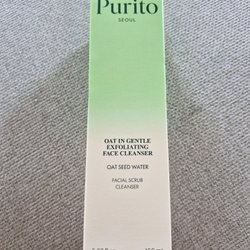 Purito
SEOUL
OAT IN GENTLE
EXFOLIATING
FACE CLEANSER
OAT SEED WATER
FACIAL SCRUB
CLEANSER